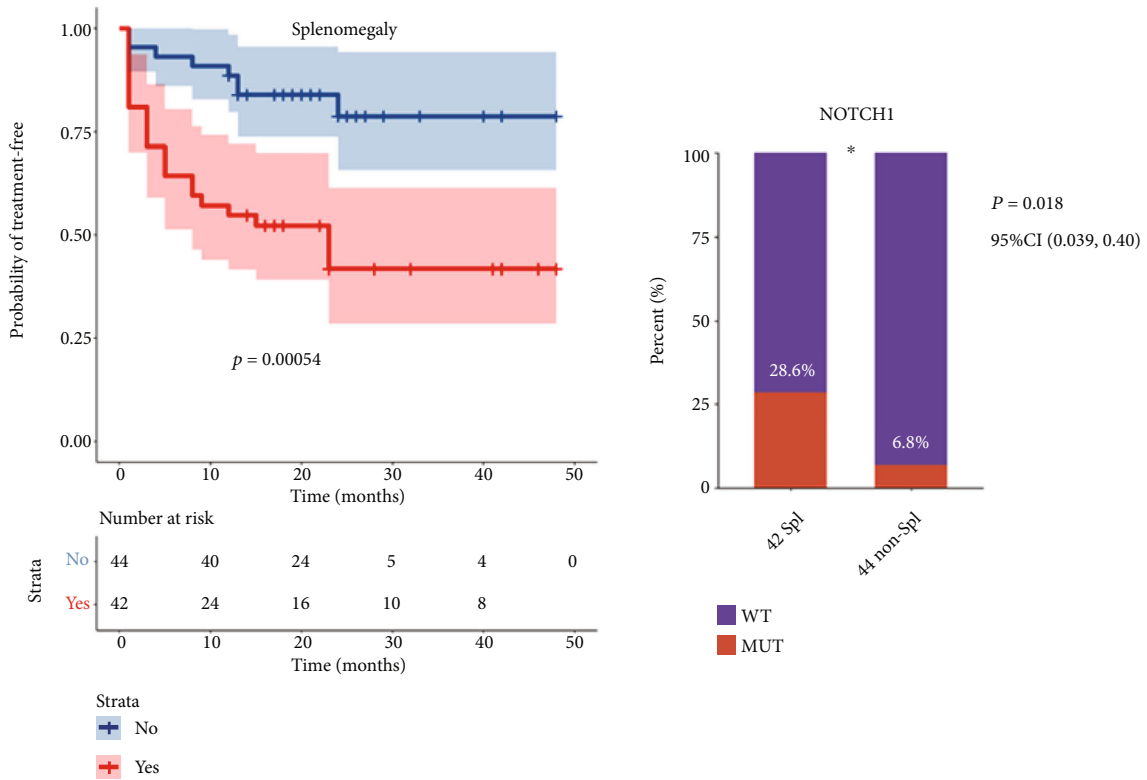 Splenomegaly
Probability of treatment-free
1.00
0.75
0.50
0.25
0.00
p = 0.00054
0 10 20 30 40 50
Time (months)
Number at risk
Strata
No 44 40 24 5 4 0
Yes 42 24 16 10 8
0 10 20 30 40 50
Time (months)
Strata
No
Yes
NOTCH1
*
Percent (%)
100
75
50
25
0
28.6%
6.8%
42 Spl
44 non-Spl
P = 0.018
95%CI (0.039, 0.40)
WT
MUT